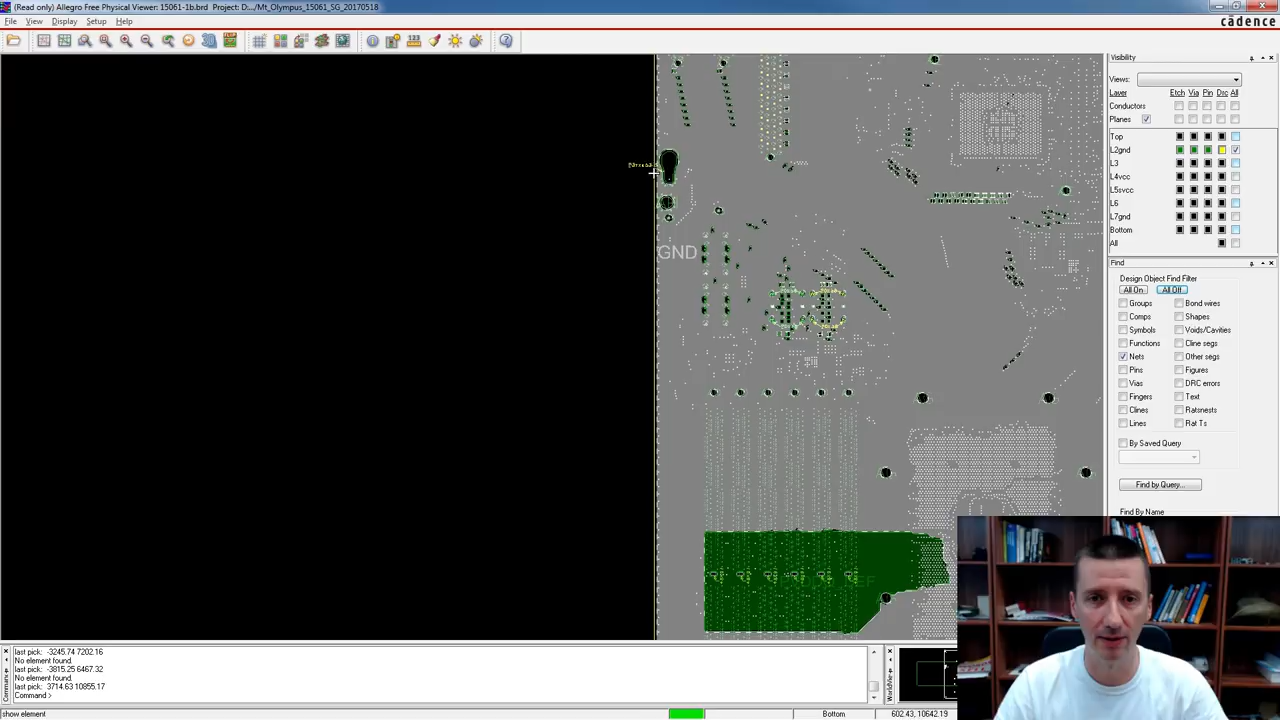 (Read only) Allegro Free Physical Viewer: 15061-1b.brd Project: D:.../Mt_Olympus_15061_SG_20170518
File View Display Setup Help
cādence
Visibility
Views:
Layer Etch Via Pin Drc All
Conductors
Planes
Top
L2gnd
L3
L4vcc
L5svcc
L6
L7gnd
Bottom
All
GND
Find
Design Object Find Filter
All On All Off
Groups Bond wires
Comps Shapes
Symbols Voids/Cavities
Functions Cline segs
Nets Other segs
Pins Figures
Vias DRC errors
Fingers Text
Clines Ratsnests
Lines Rat Ts
By Saved Query
Find by Query...
Find By Name
last pick: -3245.74 7202.16
No element found.
last pick: -3815.25 6467.32
No element found.
last pick: 3714.63 10855.17
Command >
WorldView
show element
Bottom
602.43, 10642.19